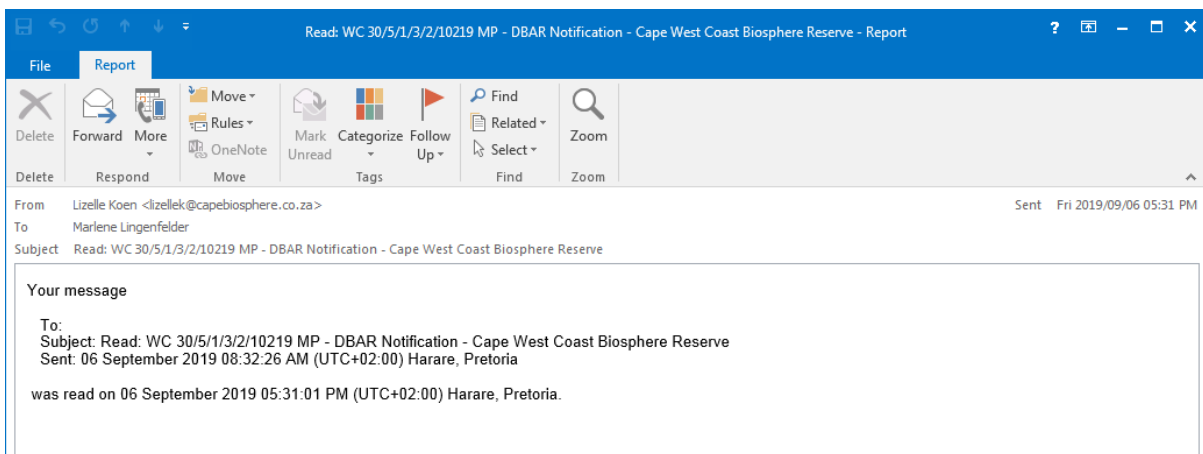 Read: WC 30/5/1/3/2/10219 MP - DBAR Notification - Cape West Coast Biosphere Reserve - Report
File Report
Delete Forward More Move Rules OneNote Mark Unread Categorize Follow Up Find Related Select Zoom
Delete Respond Move Tags Find Zoom
From Lizelle Koen <lizellek@capebiosphere.co.za> Sent Fri 2019/09/06 05:31 PM
To Marlene Lingenfelder
Subject Read: WC 30/5/1/3/2/10219 MP - DBAR Notification - Cape West Coast Biosphere Reserve
Your message
To:
Subject: Read: WC 30/5/1/3/2/10219 MP - DBAR Notification - Cape West Coast Biosphere Reserve
Sent: 06 September 2019 08:32:26 AM (UTC+02:00) Harare, Pretoria
was read on 06 September 2019 05:31:01 PM (UTC+02:00) Harare, Pretoria.